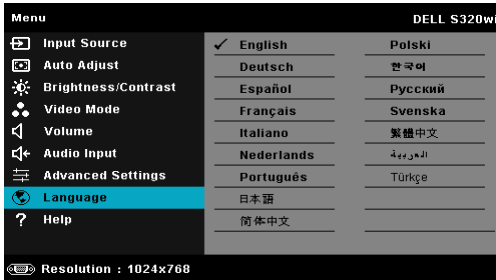 Menu
DELL S320wi
Input Source
Auto Adjust
Brightness/Contrast
Video Mode
Volume
Audio Input
Advanced Settings
Language
Help
English
Deutsch
Español
Français
Italiano
Nederlands
Português
日本語
简体中文
Polski
한국어
Русский
Svenska
繁體中文
العربية
Türkçe
Resolution : 1024x768